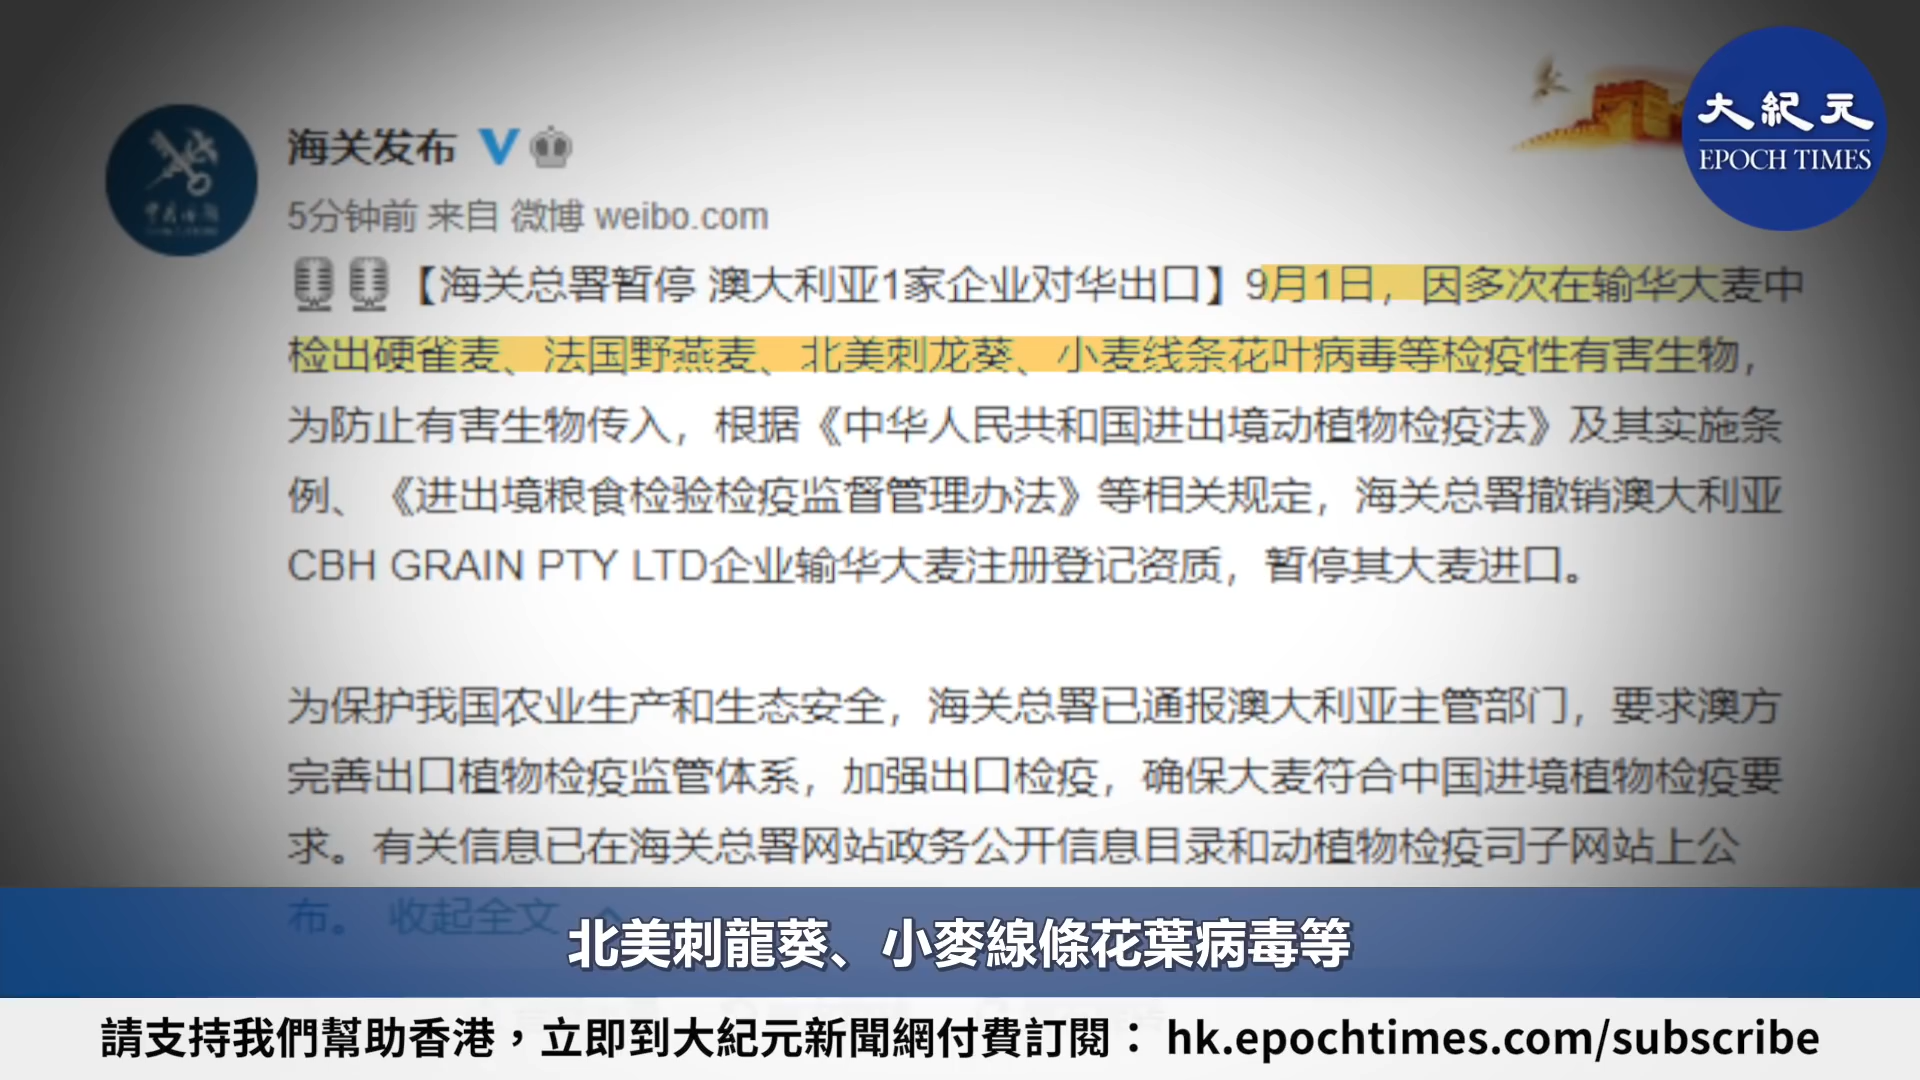 大紀元
EPOCH TIMES
海关发布
5分钟前 来自 微博 weibo.com
【海关总署暂停 澳大利亚1家企业对华出口】9月1日，因多次在输华大麦中
检出硬雀麦、法国野燕麦、北美刺龙葵、小麦线条花叶病毒等检疫性有害生物，
为防止有害生物传入，根据《中华人民共和国进出境动植物检疫法》及其实施条
例、《进出境粮食检验检疫监督管理办法》等相关规定，海关总署撤销澳大利亚
CBH GRAIN PTY LTD企业输华大麦注册登记资质，暂停其大麦进口。
为保护我国农业生产和生态安全，海关总署已通报澳大利亚主管部门，要求澳方
完善出口植物检疫监管体系，加强出口检疫，确保大麦符合中国进境植物检疫要
求。有关信息已在海关总署网站政务公开信息目录和动植物检疫司子网站上公
布。 收起全文
北美刺龍葵、小麥線條花葉病毒等
請支持我們幫助香港，立即到大紀元新聞網付費訂閱： hk.epochtimes.com/subscribe